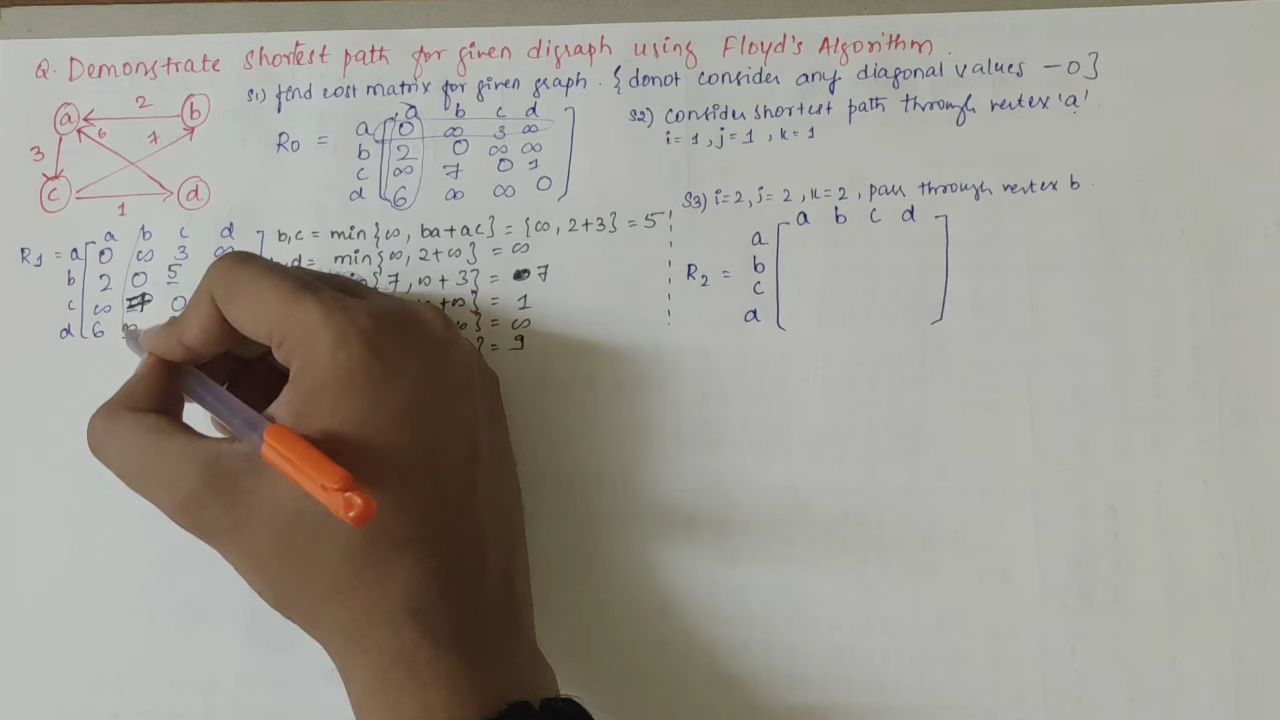 Q. Demonstrate shortest path for given digraph using Floyd's Algorithm.
S1) find cost matrix for given graph. {donot consider any diagonal values - 0}
a 2 b
6 7
3
c 1 d
a b c d
R0 =
a 0 ∞ 3 ∞
b 2 0 ∞ ∞
c ∞ 7 0 1
d 6 ∞ ∞ 0
S2) consider shortest path through vertex 'a'.
i=1, j=1, k=1
a b c d
R1 = a 0 ∞ 3 ∞
b 2 0 5
c ∞ 7 0
d 6 ∞
b,c = min{∞, ba+ac} = {∞, 2+3} = 5
d = min{∞, 2+∞} = ∞
{7, ∞+3} = 7
+∞} = 1
} = ∞
} = 9
S3) i=2, j=2, k=2, pass through vertex b.
a b c d
R2 =
a
b
c
d